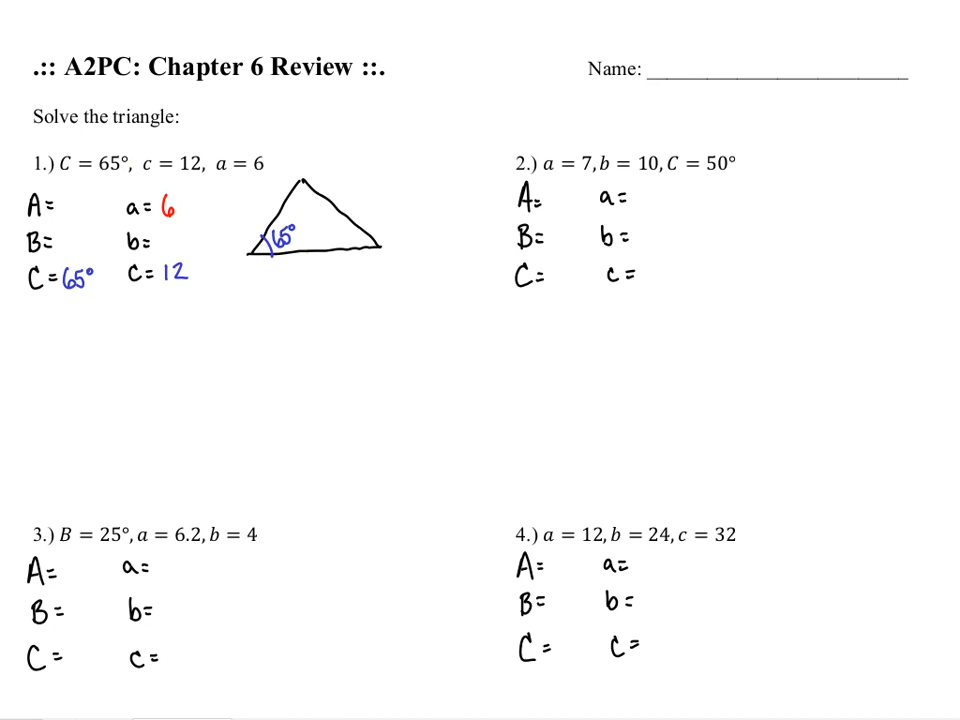 .:: A2PC: Chapter 6 Review ::.
Name: ___________________________
Solve the triangle:
1.) C = 65°, c = 12, a = 6
A= a= 6
B= b=
C=65° c= 12
65°
2.) a = 7, b = 10, C = 50°
A= a=
B= b=
C= c=
3.) B = 25°, a = 6.2, b = 4
A= a=
B= b=
C= c=
4.) a = 12, b = 24, c = 32
A= a=
B= b=
C= c=